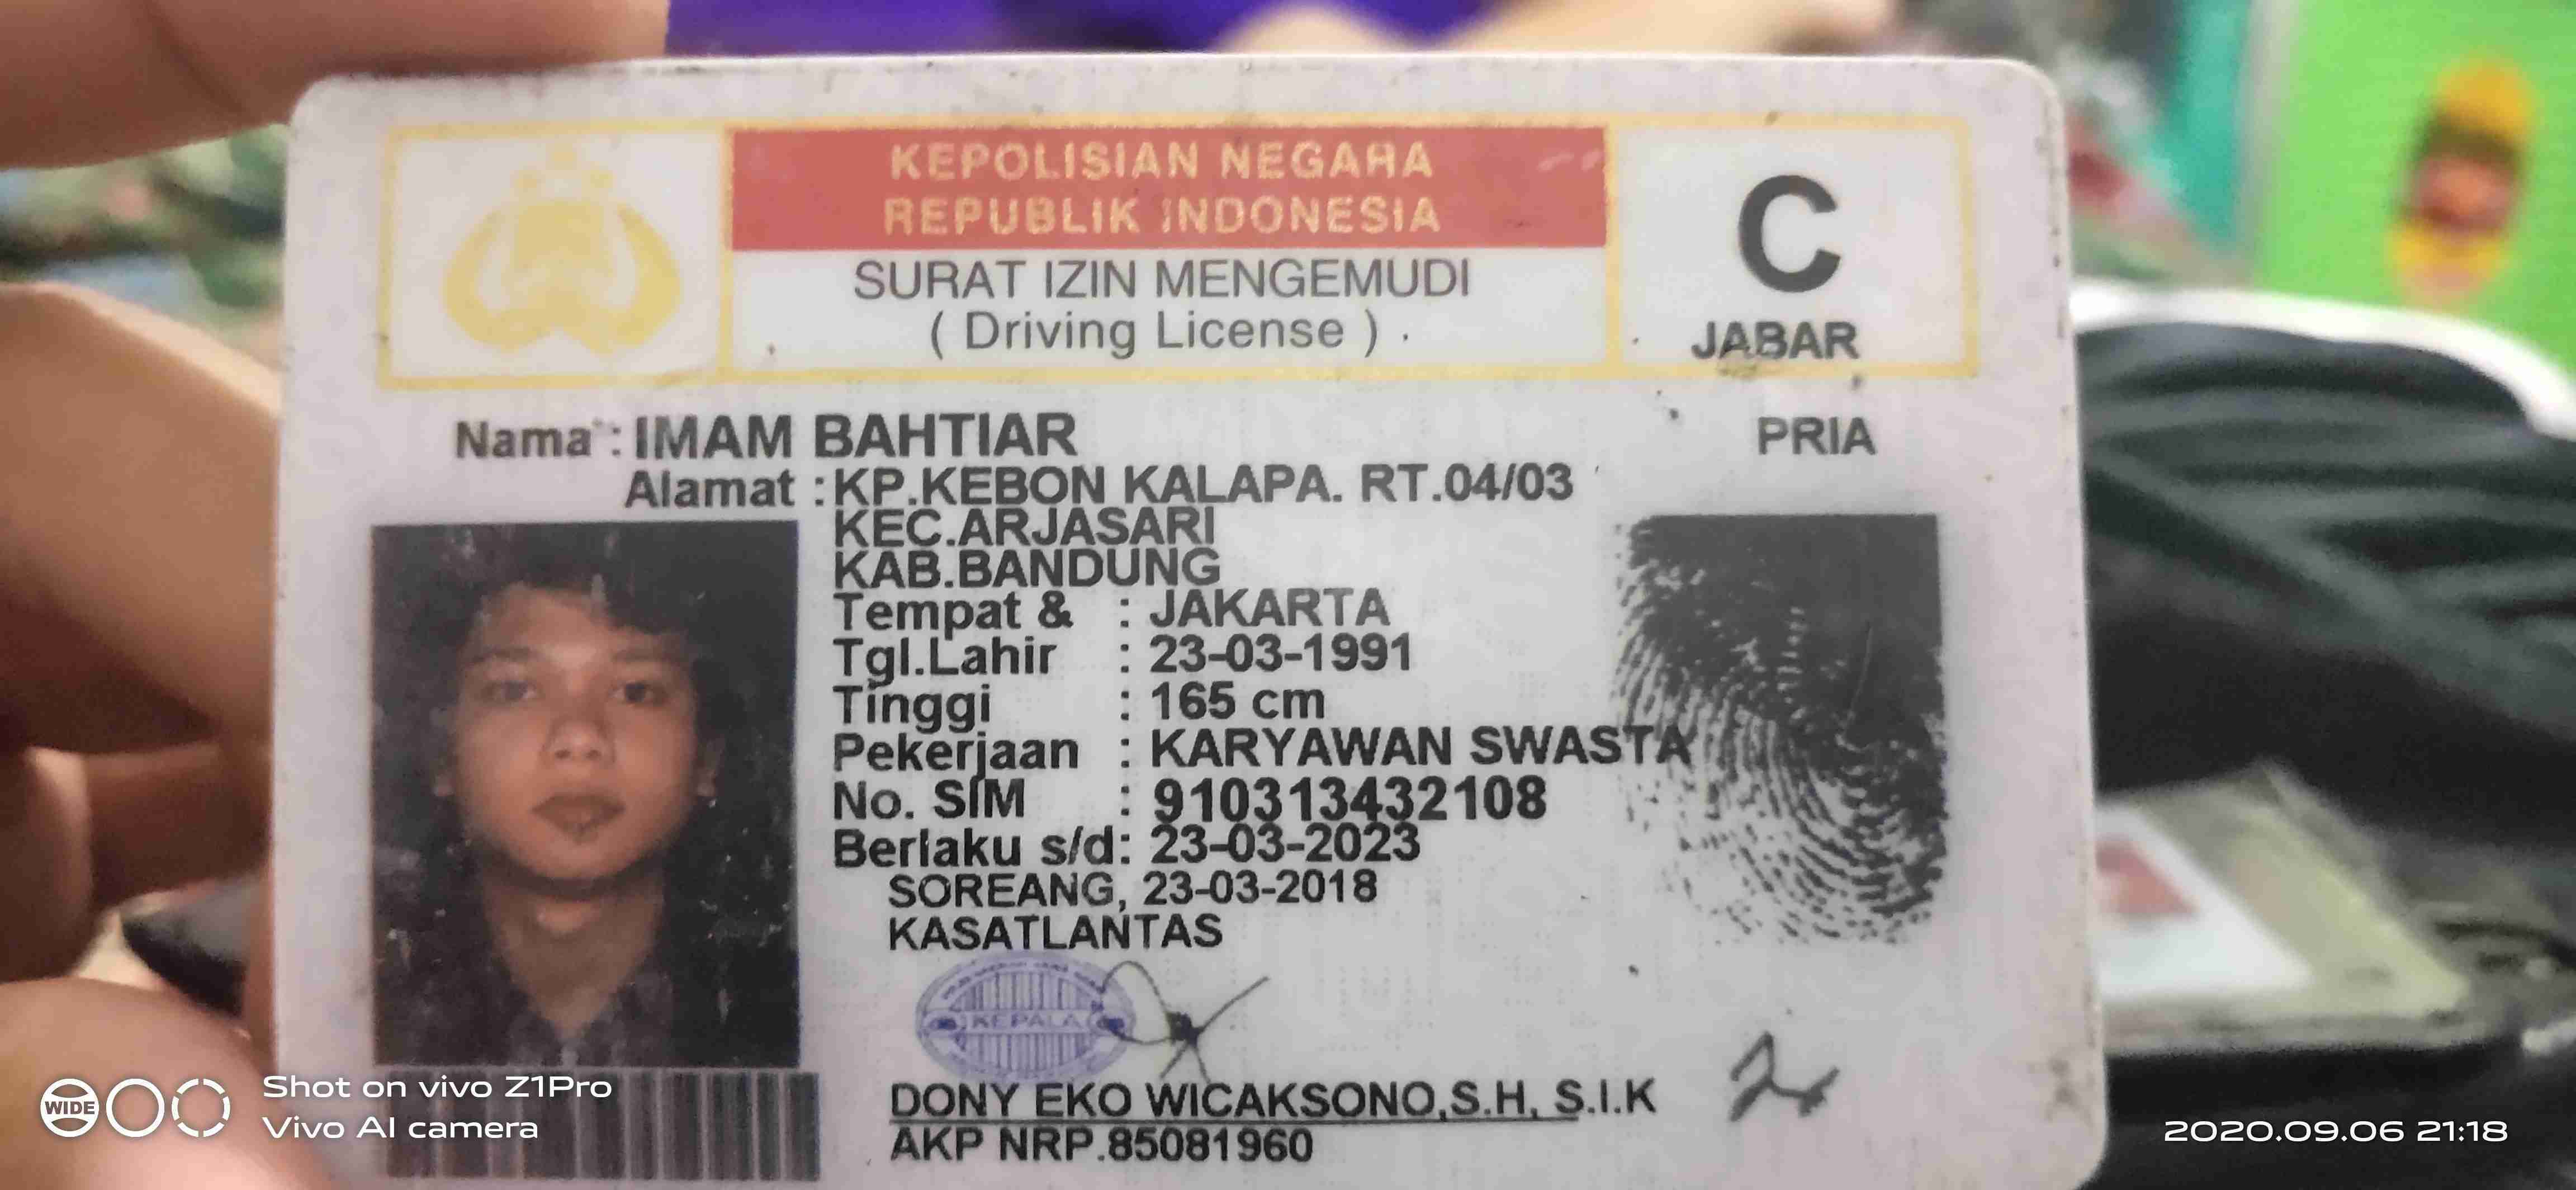 KEPOLISIAN NEGARA
REPUBLIK INDONESIA
SURAT IZIN MENGEMUDI
( Driving License )
C
JABAR
Nama : IMAM BAHTIAR
PRIA
Alamat : KP.KEBON KALAPA. RT.04/03
KEC.ARJASARI
KAB.BANDUNG
Tempat & : JAKARTA
Tgl.Lahir : 23-03-1991
Tinggi : 165 cm
Pekerjaan : KARYAWAN SWASTA
No. SIM : 910313432108
Berlaku s/d: 23-03-2023
SOREANG, 23-03-2018
KASATLANTAS
KEPALA
DONY EKO WICAKSONO,S.H, S.I.K
AKP NRP.85081960
WIDE
Shot on vivo Z1Pro
Vivo AI camera
2020.09.06 21:18